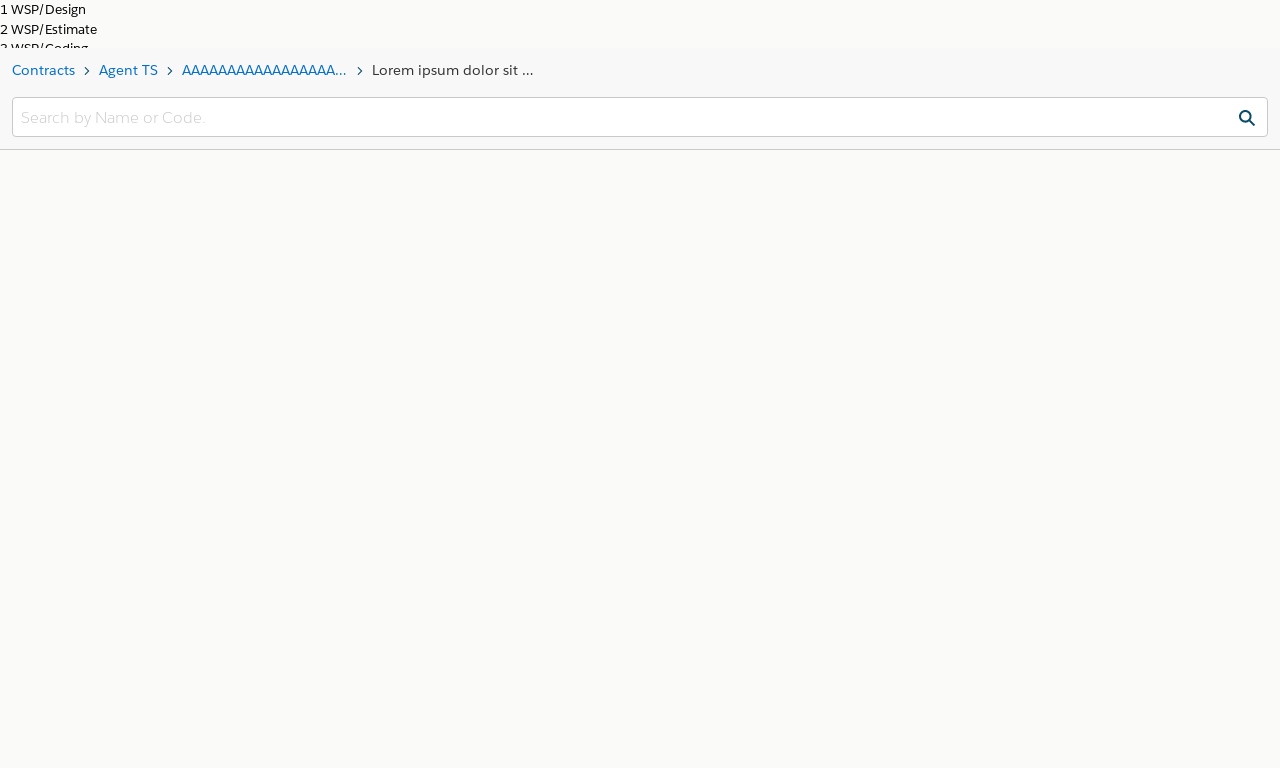 1 WSP/Design
2 WSP/Estimate
3 WSP/Coding
Contracts > Agent TS > AAAAAAAAAAAAAAAAA... > Lorem ipsum dolor sit ...
Search by Name or Code.